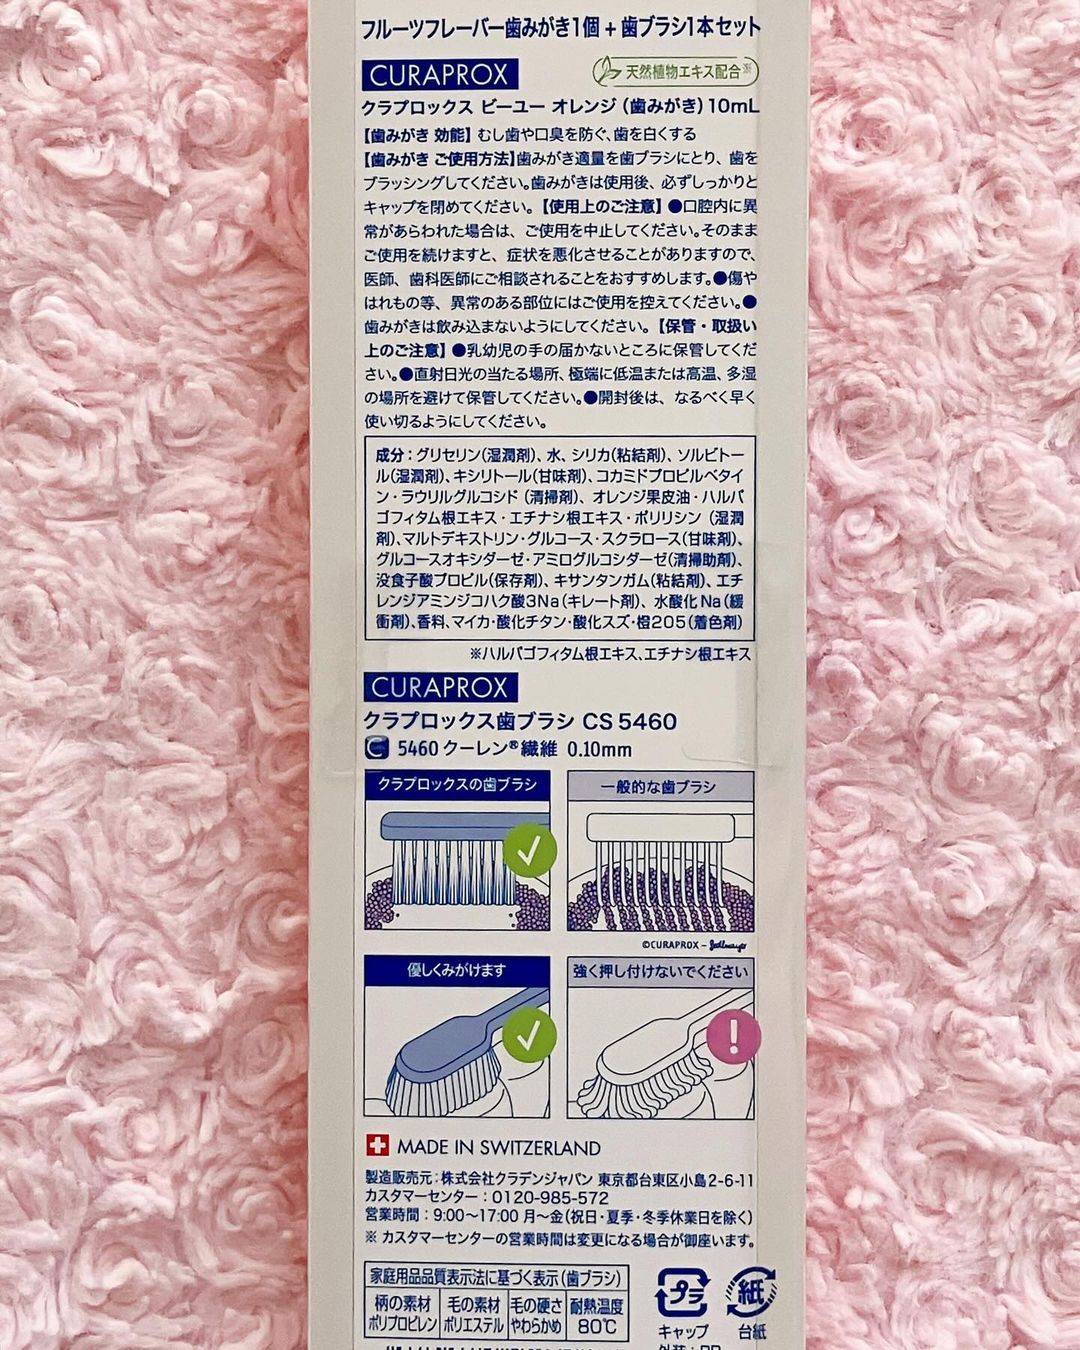 フルーツフレーバー歯みがき1個 + 歯ブラシ1本セット
CURAPROX
天然植物エキス配合※
クラプロックス ビーユー オレンジ (歯みがき) 10mL
【歯みがき 効能】 むし歯や口臭を防ぐ、歯を白くする
【歯みがき ご使用方法】歯みがき適量を歯ブラシにとり、歯を
ブラッシングしてください。歯みがきは使用後、必ずしっかりと
キャップを閉めてください。【使用上のご注意】●口腔内に異
常があらわれた場合は、ご使用を中止してください。そのまま
ご使用を続けますと、症状を悪化させることがありますので、
医師、歯科医師にご相談されることをおすすめします。●傷や
はれもの等、異常のある部位にはご使用を控えてください。●
歯みがきは飲み込まないようにしてください。【保管・取扱い
上のご注意】●乳幼児の手の届かないところに保管してくだ
さい。●直射日光の当たる場所、極端に低温または高温、多湿
の場所を避けて保管してください。●開封後は、なるべく早く
使い切るようにしてください。
成分：グリセリン(湿潤剤)、水、シリカ(粘結剤)、ソルビトー
ル(湿潤剤)、キシリトール(甘味剤)、コカミドプロピルベタイ
ン・ラウリルグルコシド (清掃剤)、オレンジ果皮油・ハルパ
ゴフィタム根エキス・エチナシ根エキス・ポリリシン (湿潤
剤)、マルトデキストリン・グルコース・スクラロース(甘味剤)、
グルコースオキシダーゼ・アミログルコシダーゼ(清掃助剤)、
没食子酸プロピル(保存剤)、キサンタンガム(粘結剤)、エチ
レンジアミンジコハク酸3Na(キレート剤)、水酸化Na(緩
衝剤)、香料、マイカ・酸化チタン・酸化スズ・橙205(着色剤)
※ハルパゴフィタム根エキス、エチナシ根エキス
CURAPROX
クラプロックス歯ブラシ CS 5460
C 5460 クーレン®繊維 0.10mm
クラプロックスの歯ブラシ
一般的な歯ブラシ
©CURAPROX –
優しくみがけます
強く押し付けないでください
!
MADE IN SWITZERLAND
製造販売元：株式会社クラデンジャパン 東京都台東区小島2-6-11
カスタマーセンター：0120-985-572
営業時間：9:00～17:00 月～金(祝日・夏季・冬季休業日を除く)
※ カスタマーセンターの営業時間は変更になる場合が御座います。
家庭用品品質表示法に基づく表示(歯ブラシ)
柄の素材 毛の素材 毛の硬さ 耐熱温度
ポリプロピレン ポリエステル やわらかめ 80℃
プラ 紙
キャップ 台紙